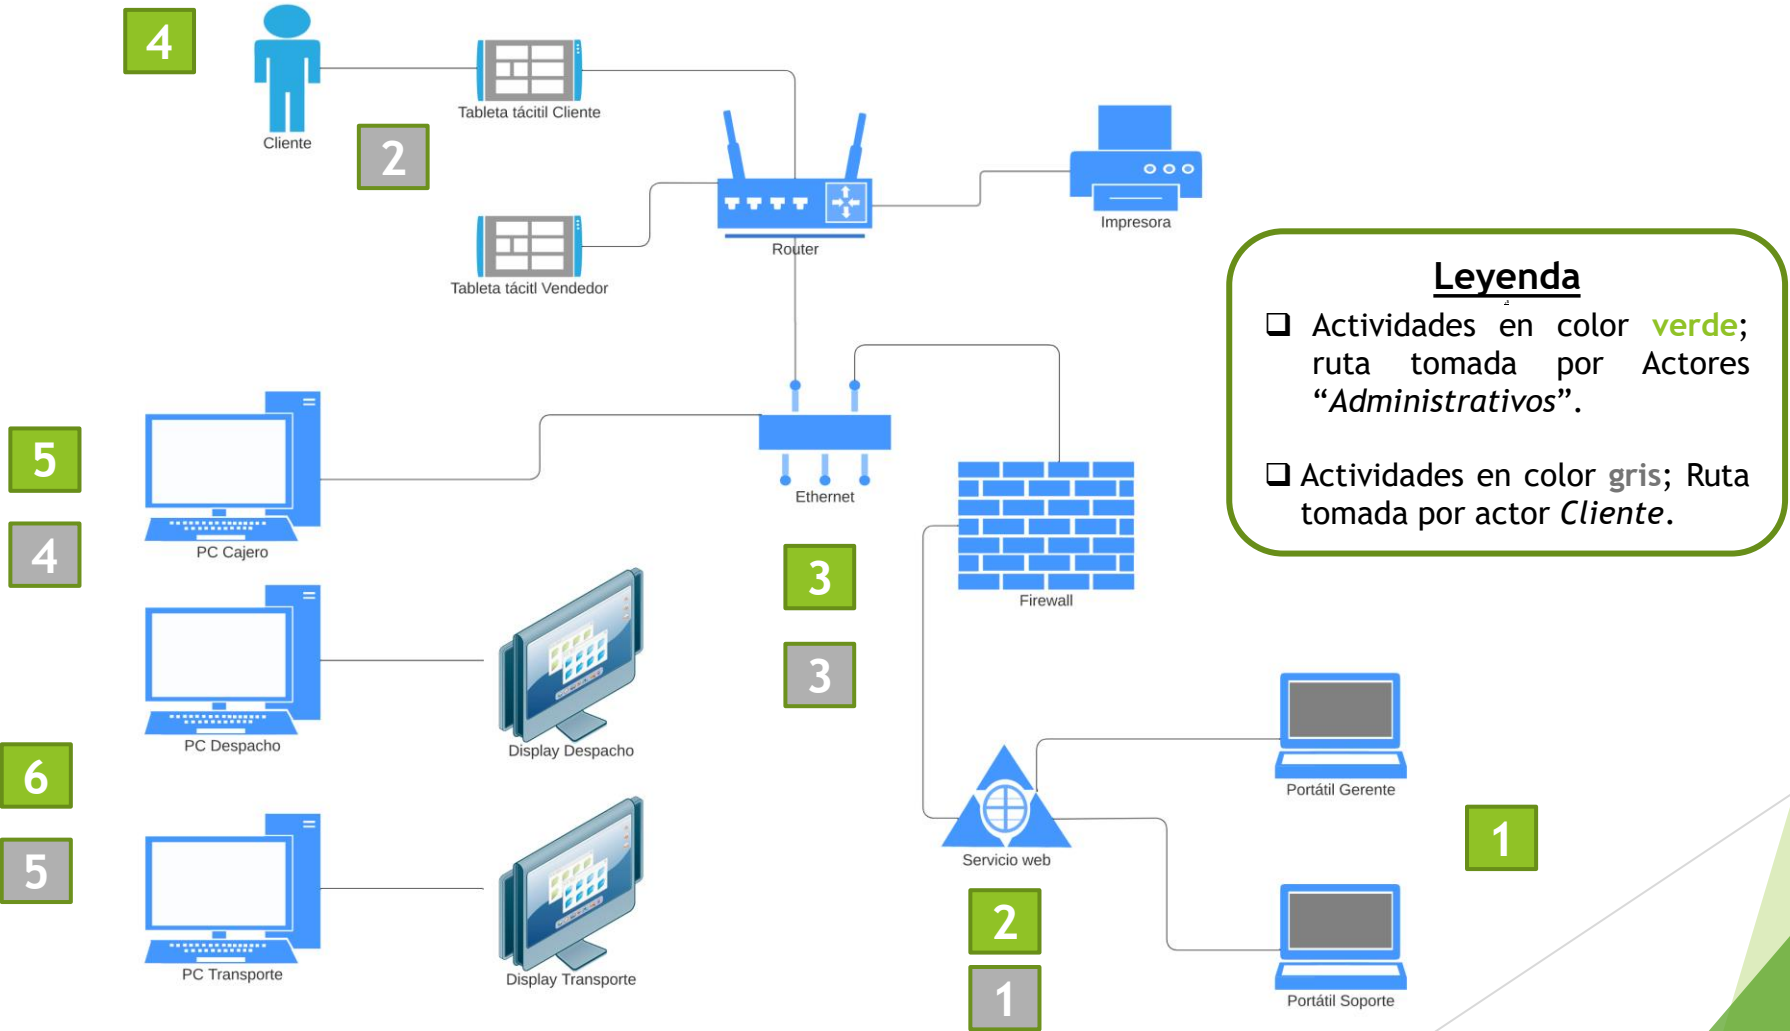 4
Cliente
Tableta tácitil Cliente
2
Tableta tácitl Vendedor
Router
Impresora
Leyenda
❑ Actividades en color verde;
ruta tomada por Actores
“Administrativos”.
❑ Actividades en color gris; Ruta
tomada por actor Cliente.
5
4
PC Cajero
Ethernet
3
3
Firewall
PC Despacho
Display Despacho
6
5
PC Transporte
Display Transporte
Servicio web
2
1
Portátil Gerente
1
Portátil Soporte